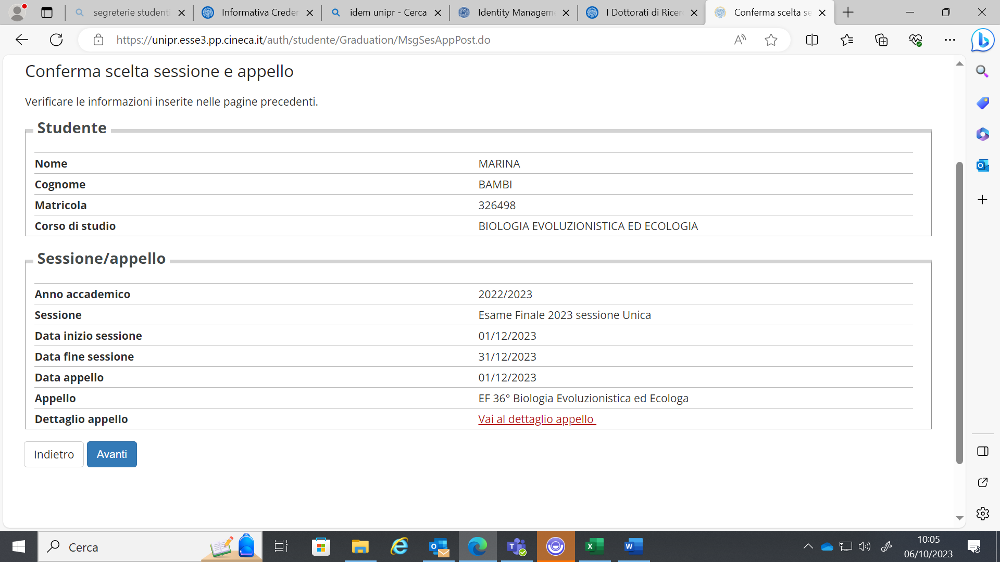 segreterie studenti
Informativa Creder
idem unipr - Cerca
Identity Managem
I Dottorati di Ricer
Conferma scelta se
https://unipr.esse3.pp.cineca.it/auth/studente/Graduation/MsgSesAppPost.do
Conferma scelta sessione e appello
Verificare le informazioni inserite nelle pagine precedenti.
Studente
Nome MARINA
Cognome BAMBI
Matricola 326498
Corso di studio BIOLOGIA EVOLUZIONISTICA ED ECOLOGIA
Sessione/appello
Anno accademico 2022/2023
Sessione Esame Finale 2023 sessione Unica
Data inizio sessione 01/12/2023
Data fine sessione 31/12/2023
Data appello 01/12/2023
Appello EF 36° Biologia Evoluzionistica ed Ecologa
Dettaglio appello Vai al dettaglio appello
Indietro Avanti
Cerca
10:05
06/10/2023